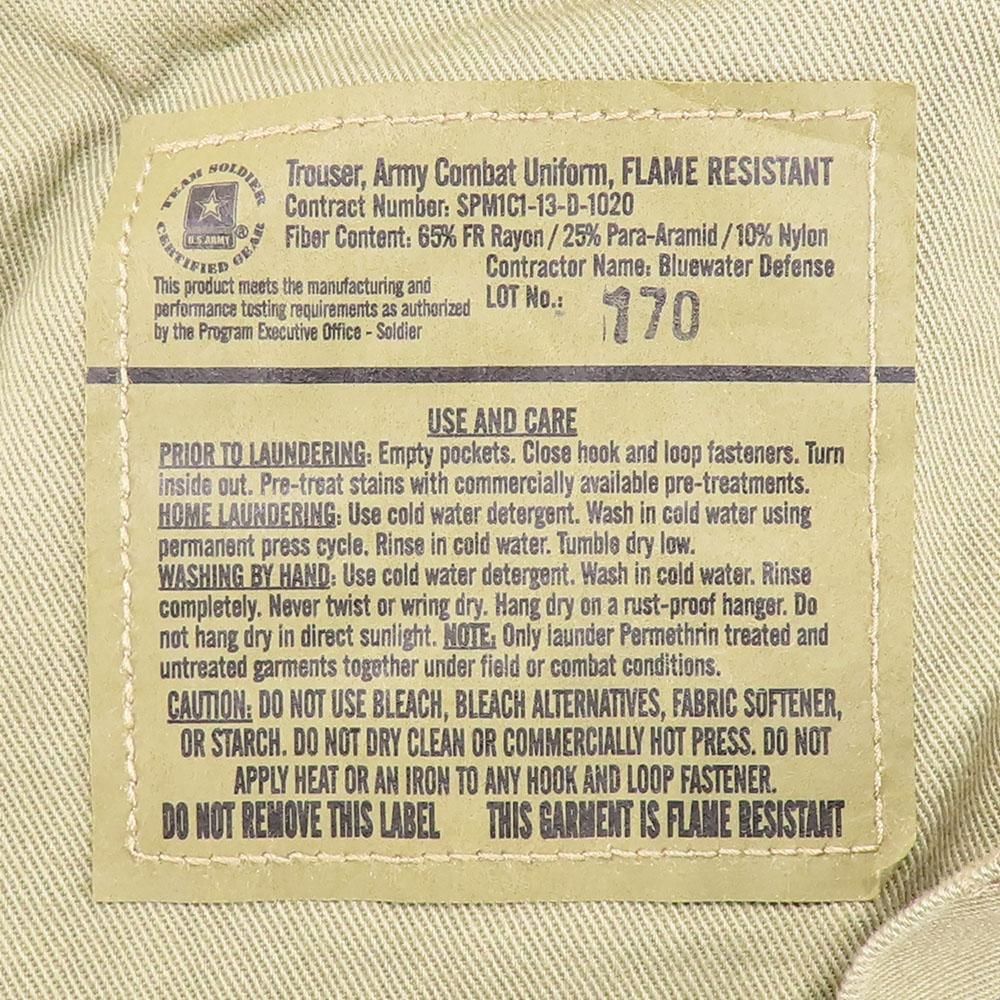 TEAM SOLDIER
U.S.ARMY®
CERTIFIED GEAR
Trouser, Army Combat Uniform, FLAME RESISTANT
Contract Number: SPM1C1-13-D-1020
Fiber Content: 65% FR Rayon / 25% Para-Aramid / 10% Nylon
Contractor Name: Bluewater Defense
LOT No.: 170
This product meets the manufacturing and
performance testing requirements as authorized
by the Program Executive Office - Soldier
USE AND CARE
PRIOR TO LAUNDERING: Empty pockets. Close hook and loop fasteners. Turn
inside out. Pre-treat stains with commercially available pre-treatments.
HOME LAUNDERING: Use cold water detergent. Wash in cold water using
permanent press cycle. Rinse in cold water. Tumble dry low.
WASHING BY HAND: Use cold water detergent. Wash in cold water. Rinse
completely. Never twist or wring dry. Hang dry on a rust-proof hanger. Do
not hang dry in direct sunlight. NOTE: Only launder Permethrin treated and
untreated garments together under field or combat conditions.
CAUTION: DO NOT USE BLEACH, BLEACH ALTERNATIVES, FABRIC SOFTENER,
OR STARCH. DO NOT DRY CLEAN OR COMMERCIALLY HOT PRESS. DO NOT
APPLY HEAT OR AN IRON TO ANY HOOK AND LOOP FASTENER.
DO NOT REMOVE THIS LABEL THIS GARMENT IS FLAME RESISTANT